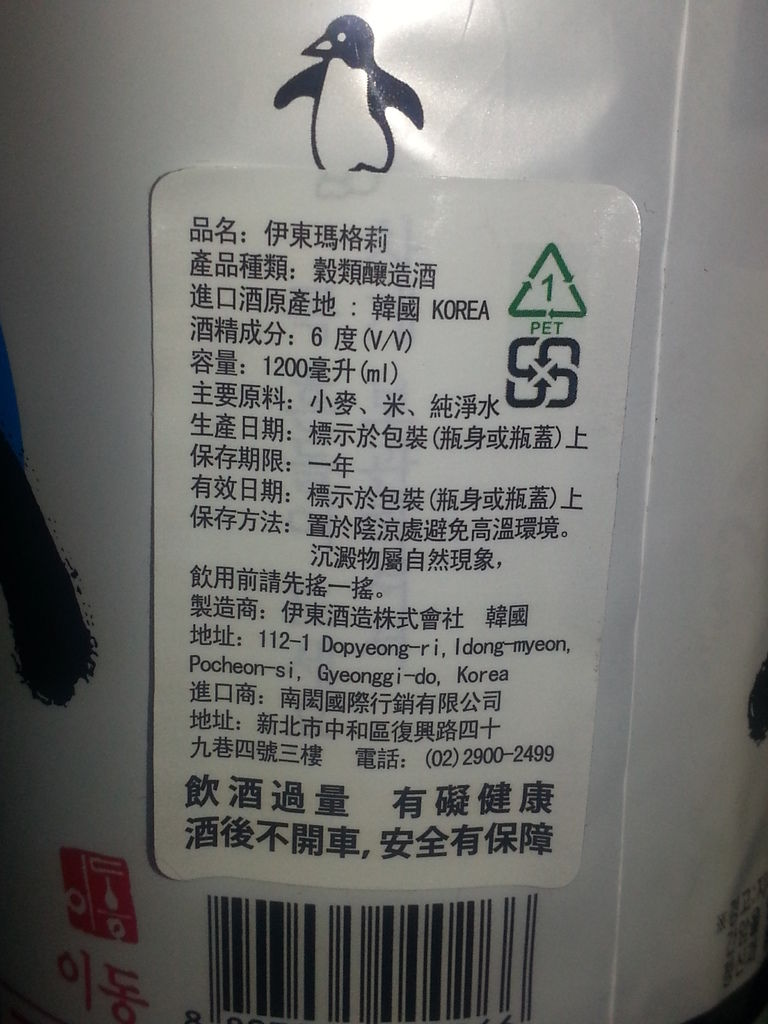 品名: 伊東瑪格莉
產品種類: 穀類釀造酒
進口酒原產地 : 韓國 KOREA
酒精成分: 6 度(V/V)
容量: 1200毫升(ml)
主要原料: 小麥、米、純淨水
生產日期: 標示於包裝(瓶身或瓶蓋)上
保存期限: 一年
有效日期: 標示於包裝(瓶身或瓶蓋)上
保存方法: 置於陰涼處避免高溫環境。
沉澱物屬自然現象,
飲用前請先搖一搖。
製造商: 伊東酒造株式會社 韓國
地址: 112-1 Dopyeong-ri, Idong-myeon,
Pocheon-si, Gyeonggi-do, Korea
進口商: 南閎國際行銷有限公司
地址: 新北市中和區復興路四十
九巷四號三樓 電話: (02)2900-2499
飲酒過量 有礙健康
酒後不開車, 安全有保障
1
PET
이동
이동